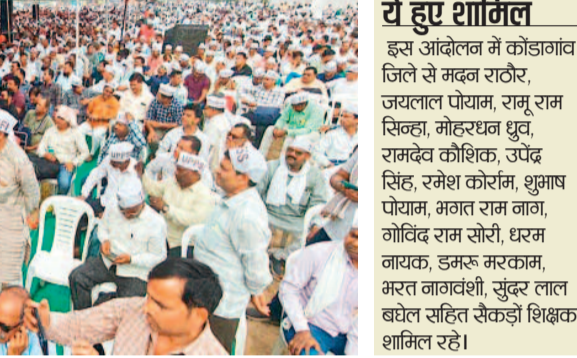 ये हुए शामिल
इस आंदोलन में कोंडागांव
जिले से मदन राठौर,
जयलाल पोयाम, रामू राम
सिन्हा, मोहरधन ध्रुव,
रामदेव कौशिक, उपेंद्र
सिंह, रमेश कोर्राम, शुभाष
पोयाम, भगत राम नाग,
गोविंद राम सोरी, धरम
नायक, डमरू मरकाम,
भरत नागवंशी, सुंदर लाल
बघेल सहित सैकड़ों शिक्षक
शामिल रहे।